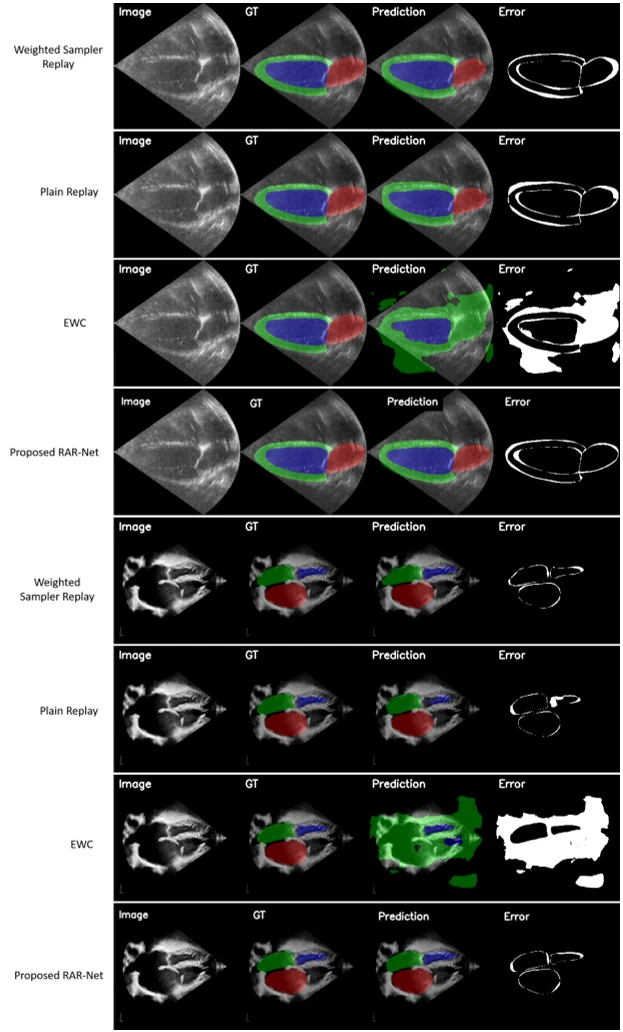 Image GT Prediction Error
Weighted Sampler
Replay
Image GT Prediction Error
Plain Replay
Image GT Prediction Error
EWC
Image GT Prediction Error
Proposed RAR-Net
Image GT Prediction Error
Weighted
Sampler Replay
Image GT Prediction Error
Plain Replay
Image GT Prediction Error
EWC
Image GT Prediction Error
Proposed RAR-Net